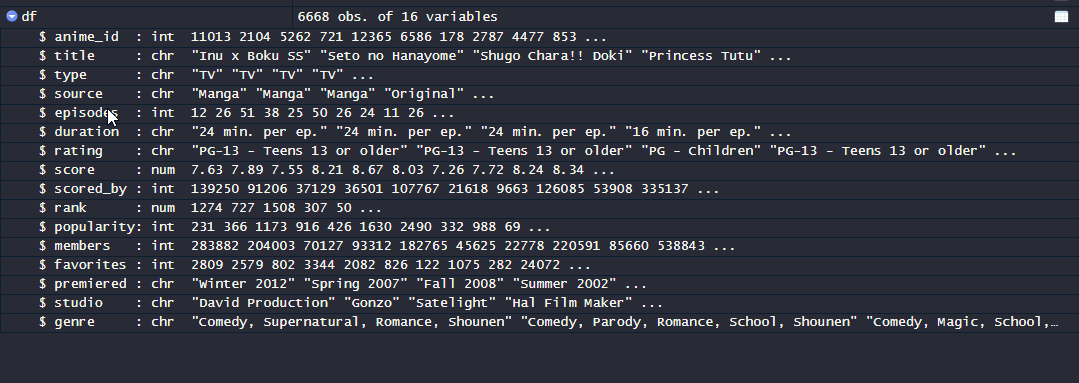 df 6668 obs. of 16 variables
$ anime_id : int 11013 2104 5262 721 12365 6586 178 2787 4477 853 ...
$ title : chr "Inu x Boku SS" "Seto no Hanayome" "Shugo Chara!! Doki" "Princess Tutu" ...
$ type : chr "TV" "TV" "TV" "TV" ...
$ source : chr "Manga" "Manga" "Manga" "Original" ...
$ episodes : int 12 26 51 38 25 50 26 24 11 26 ...
$ duration : chr "24 min. per ep." "24 min. per ep." "24 min. per ep." "16 min. per ep." ...
$ rating : chr "PG-13 - Teens 13 or older" "PG-13 - Teens 13 or older" "PG - Children" "PG-13 - Teens 13 or older" ...
$ score : num 7.63 7.89 7.55 8.21 8.67 8.03 7.26 7.72 8.24 8.34 ...
$ scored_by : int 139250 91206 37129 36501 107767 21618 9663 126085 53908 335137 ...
$ rank : num 1274 727 1508 307 50 ...
$ popularity: int 231 366 1173 916 426 1630 2490 332 988 69 ...
$ members : int 283882 204003 70127 93312 182765 45625 22778 220591 85660 538843 ...
$ favorites : int 2809 2579 802 3344 2082 826 122 1075 282 24072 ...
$ premiered : chr "Winter 2012" "Spring 2007" "Fall 2008" "Summer 2002" ...
$ studio : chr "David Production" "Gonzo" "Satelight" "Hal Film Maker" ...
$ genre : chr "Comedy, Supernatural, Romance, Shounen" "Comedy, Parody, Romance, School, Shounen" "Comedy, Magic, School,…